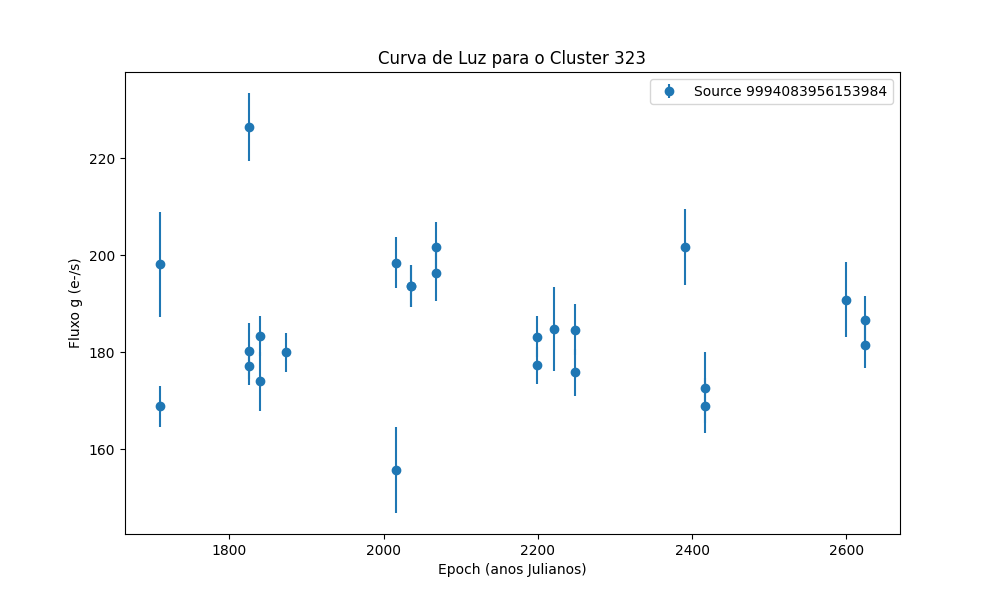 Curva de Luz para o Cluster 323
Source 9994083956153984
Fluxo g (e-/s)
220
200
180
160
1800 2000 2200 2400 2600
Epoch (anos Julianos)